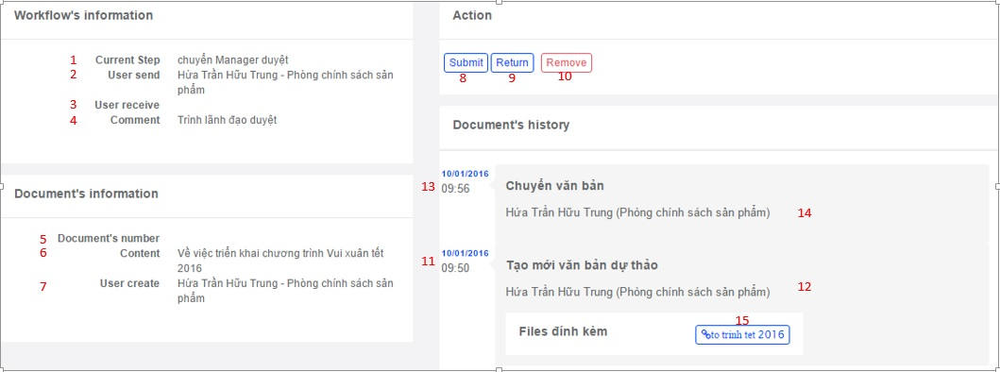 Workflow's information
1 Current Step chuyển Manager duyệt
2 User send Hứa Trần Hữu Trung - Phòng chính sách sản
phẩm
3 User receive
4 Comment Trình lãnh đạo duyệt
Document's information
5 Document's number
6 Content Về việc triển khai chương trình Vui xuân tết
2016
7 User create Hứa Trần Hữu Trung - Phòng chính sách sản
phẩm
Action
Submit Return Remove
8 9 10
Document's history
10/01/2016
13 09:56 Chuyển văn bản
Hứa Trần Hữu Trung (Phòng chính sách sản phẩm) 14
10/01/2016
11 09:50 Tạo mới văn bản dự thảo
Hứa Trần Hữu Trung (Phòng chính sách sản phẩm) 12
15
Files đính kèm to trinh tet 2016